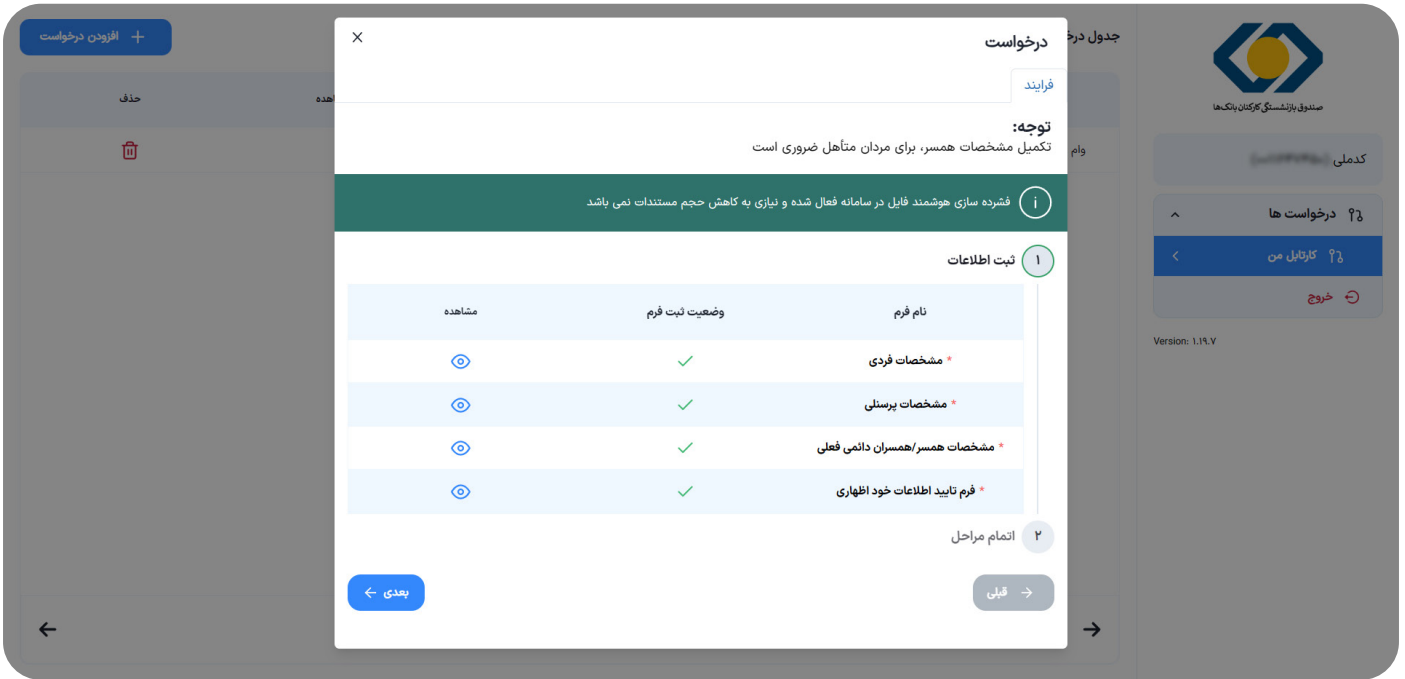 صندوق بازنشستگی کارکنان بانک‌ها
کدملی
درخواست ها
کارتابل من
خروج
Version: ۱.۱۹.۷
جدول درخ
افزودن درخواست
حذف
اهده
وام
درخواست
فرایند
توجه:
تکمیل مشخصات همسر، برای مردان متأهل ضروری است
فشرده سازی هوشمند فایل در سامانه فعال شده و نیازی به کاهش حجم مستندات نمی باشد
۱ ثبت اطلاعات
نام فرم وضعیت ثبت فرم مشاهده
* مشخصات فردی
* مشخصات پرسنلی
* مشخصات همسر/همسران دائمی فعلی
* فرم تایید اطلاعات خود اظهاری
۲ اتمام مراحل
قبلی
بعدی